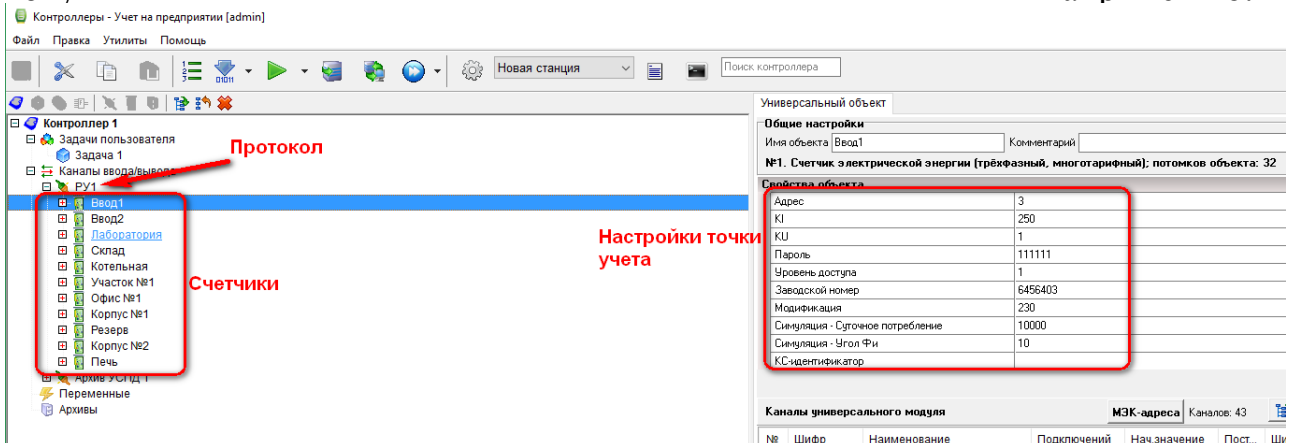 Контроллеры - Учет на предприятии [admin]
Файл Правка Утилиты Помощь
Новая станция
Поиск контроллера
Контроллер 1
Задачи пользователя
Задача 1
Каналы ввода/вывода
РУ1
Ввод1
Ввод2
Лаборатория
Склад
Котельная
Участок №1
Офис №1
Корпус №1
Резерв
Корпус №2
Печь
Архив УСПД 1
Переменные
Архивы
Протокол
Счетчики
Настройки точки
учета
Универсальный объект
Общие настройки
Имя объекта Ввод1 Комментарий
№1. Счетчик электрической энергии (трёхфазный, многотарифный); потомков объекта: 32
Свойства объекта
Адрес 3
KI 250
KU 1
Пароль 111111
Уровень доступа 1
Заводской номер 6456403
Модификация 230
Симуляция - Суточное потребление 10000
Симуляция - Угол Фи 10
КС-идентификатор
Каналы универсального модуля МЭК-адреса Каналов: 43
№ Шифр Наименование Подключений Нач.значение Пост...